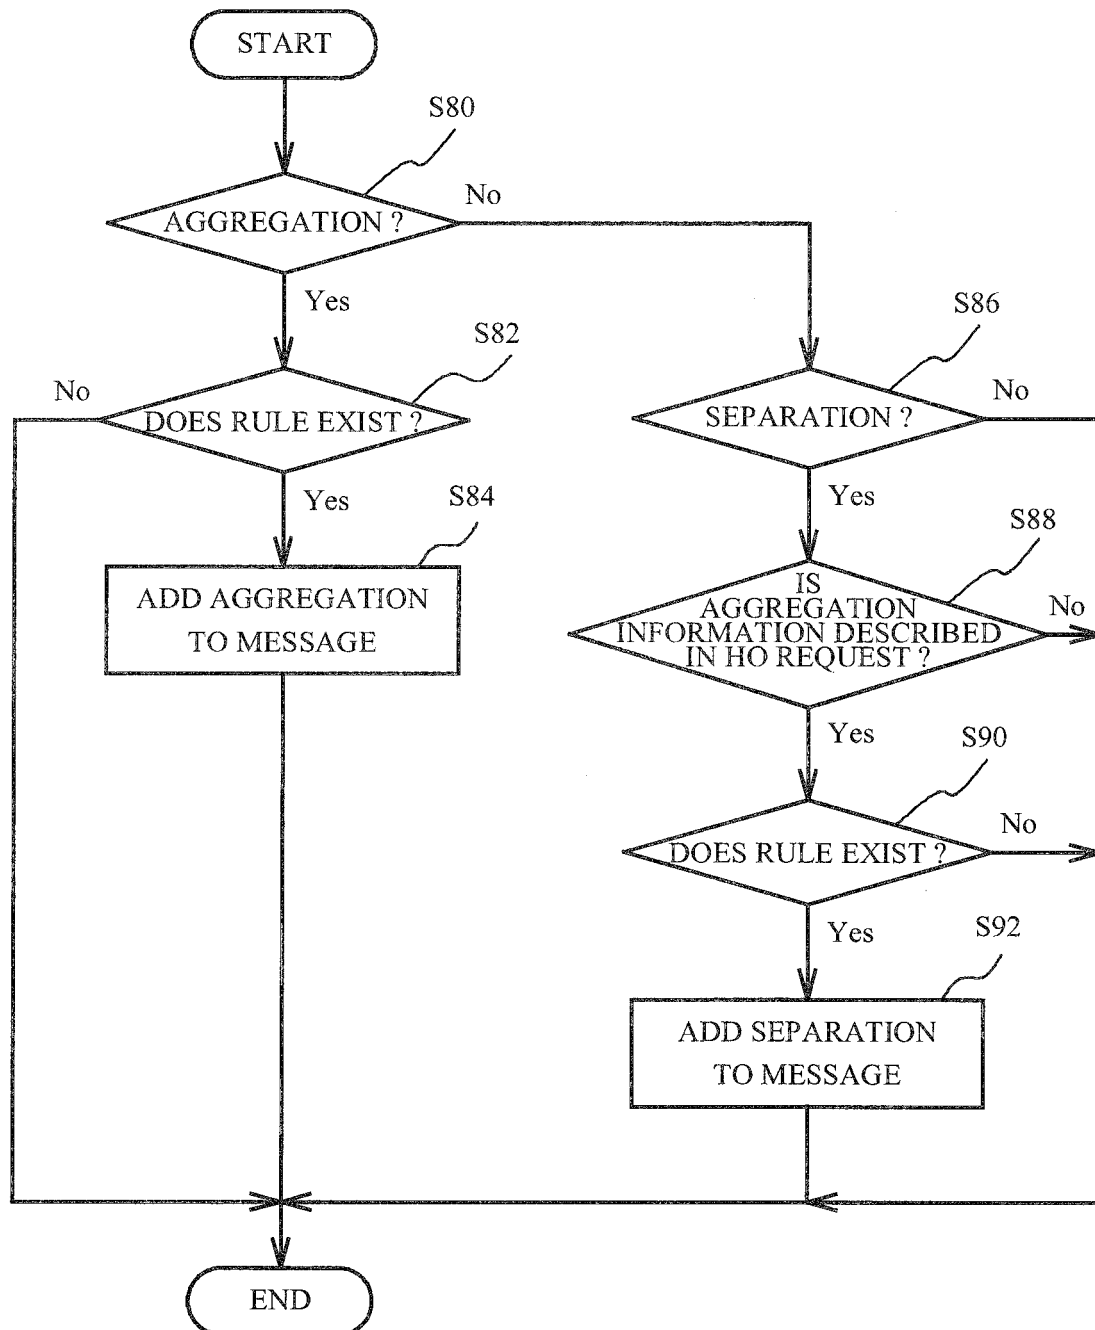 START
S80
AGGREGATION ?
No
Yes
S82
No
DOES RULE EXIST ?
Yes
S84
ADD AGGREGATION
TO MESSAGE
S86
SEPARATION ?
No
Yes
S88
IS
AGGREGATION
INFORMATION DESCRIBED
IN HO REQUEST ?
No
Yes
S90
DOES RULE EXIST ?
No
Yes
S92
ADD SEPARATION
TO MESSAGE
END